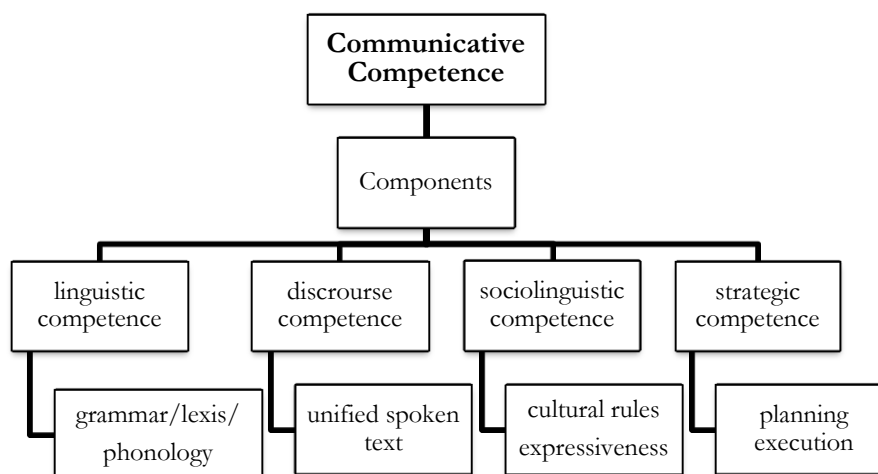 Communicative
Competence
Components
linguistic
competence
discrourse
competence
sociolinguistic
competence
strategic
competence
grammar/lexis/
phonology
unified spoken
text
cultural rules
expressiveness
planning
execution